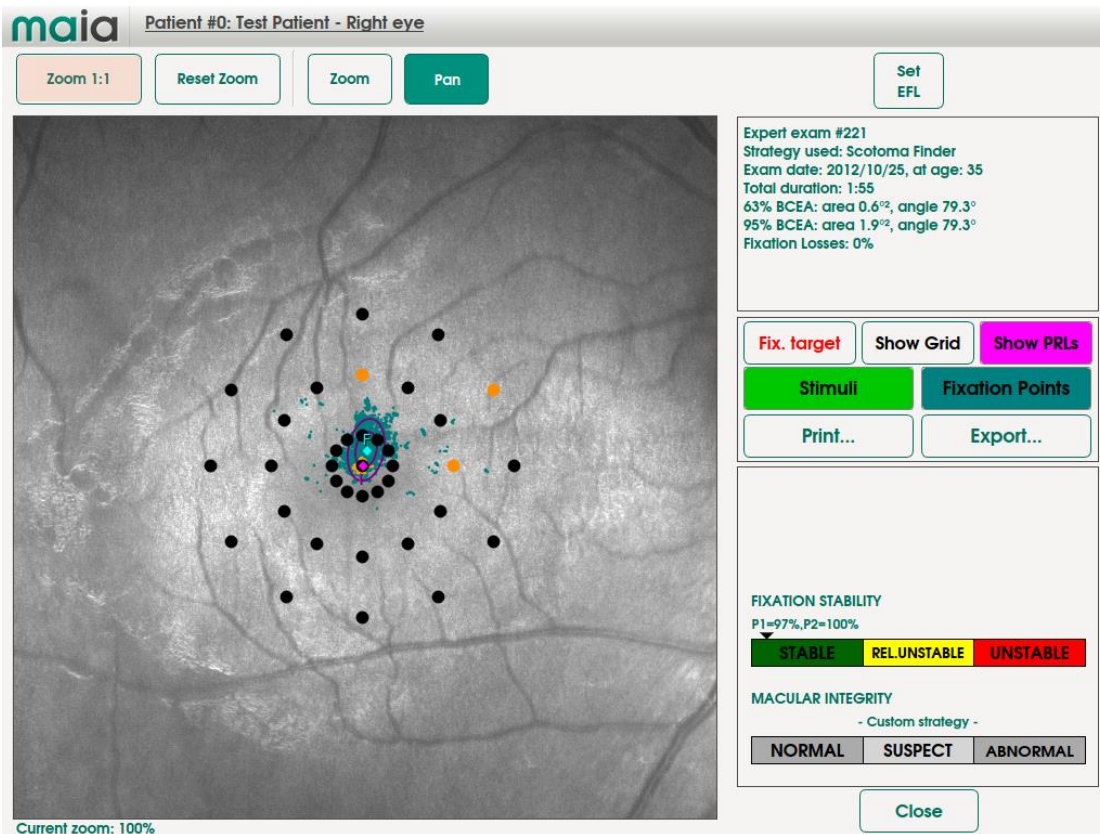 maia
Patient #0: Test Patient - Right eye
Zoom 1:1
Reset Zoom
Zoom
Pan
Set
EFL
Expert exam #221
Strategy used: Scotoma Finder
Exam date: 2012/10/25, at age: 35
Total duration: 1:55
63% BCEA: area 0.6°², angle 79.3°
95% BCEA: area 1.9°², angle 79.3°
Fixation Losses: 0%
Fix. target
Show Grid
Show PRLs
Stimuli
Fixation Points
Print...
Export...
F
FIXATION STABILITY
P1=97%,P2=100%
STABLE
REL.UNSTABLE
UNSTABLE
MACULAR INTEGRITY
- Custom strategy -
NORMAL
SUSPECT
ABNORMAL
Close
Current zoom: 100%